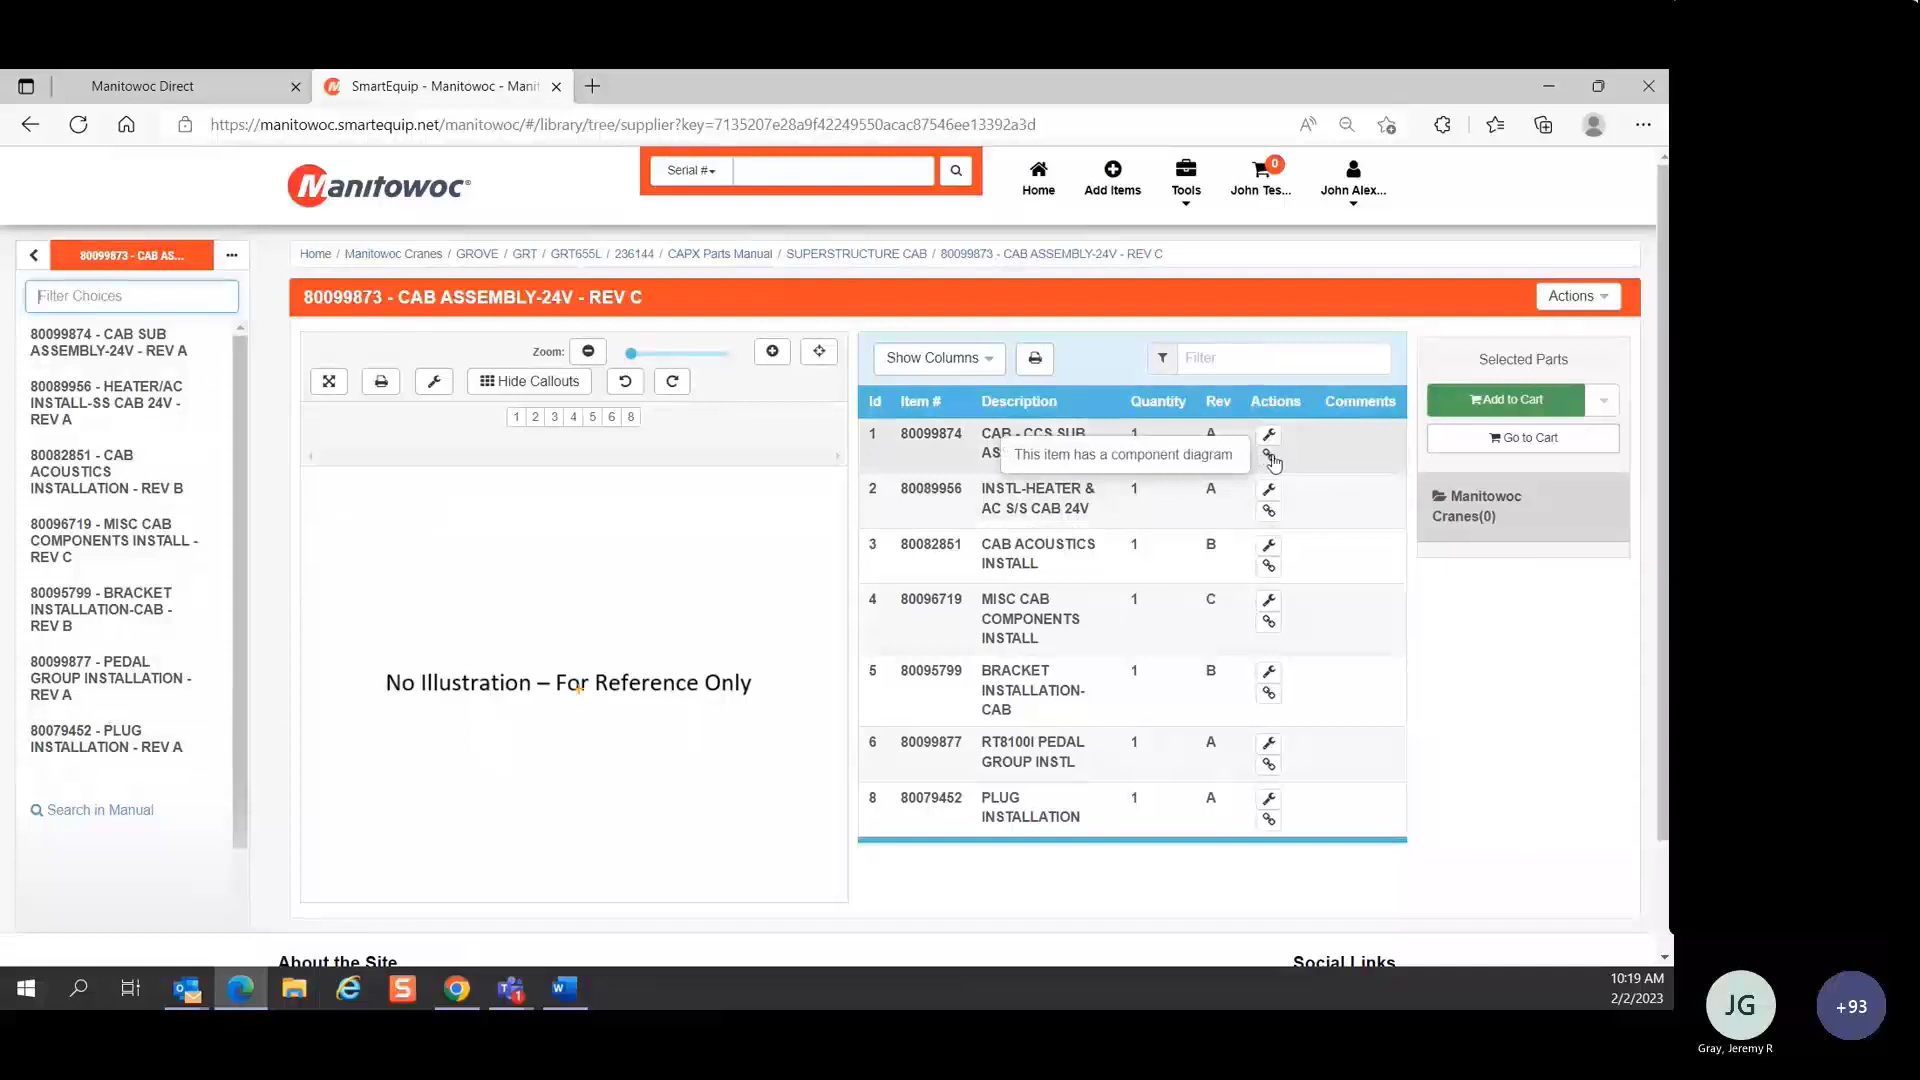 Manitowoc Direct
SmartEquip - Manitowoc - Mani
https://manitowoc.smartequip.net/manitowoc/#/library/tree/supplier?key=7135207e28a9f42249550acac87546ee13392a3d
Manitowoc®
Serial #
Home
Add Items
Tools
0
John Tes...
John Alex...
80099873 - CAB AS...
Filter Choices
80099874 - CAB SUB
ASSEMBLY-24V - REV A
80089956 - HEATER/AC
INSTALL-SS CAB 24V -
REV A
80082851 - CAB
ACOUSTICS
INSTALLATION - REV B
80096719 - MISC CAB
COMPONENTS INSTALL -
REV C
80095799 - BRACKET
INSTALLATION-CAB -
REV B
80099877 - PEDAL
GROUP INSTALLATION -
REV A
80079452 - PLUG
INSTALLATION - REV A
Search in Manual
Home / Manitowoc Cranes / GROVE / GRT / GRT655L / 236144 / CAPX Parts Manual / SUPERSTRUCTURE CAB / 80099873 - CAB ASSEMBLY-24V - REV C
80099873 - CAB ASSEMBLY-24V - REV C
Actions
Zoom:
Hide Callouts
1 2 3 4 5 6 8
No Illustration – For Reference Only
Show Columns
Filter
Id Item # Description Quantity Rev Actions Comments
1 80099874 CAB - CCS SUB 1 A
AS
This item has a component diagram
2 80089956 INSTL-HEATER & 1 A
AC S/S CAB 24V
3 80082851 CAB ACOUSTICS 1 B
INSTALL
4 80096719 MISC CAB 1 C
COMPONENTS
INSTALL
5 80095799 BRACKET 1 B
INSTALLATION-
CAB
6 80099877 RT8100I PEDAL 1 A
GROUP INSTL
8 80079452 PLUG 1 A
INSTALLATION
Selected Parts
Add to Cart
Go to Cart
Manitowoc
Cranes(0)
About the Site
Social Links
10:19 AM
2/2/2023
JG
Gray, Jeremy R
+93